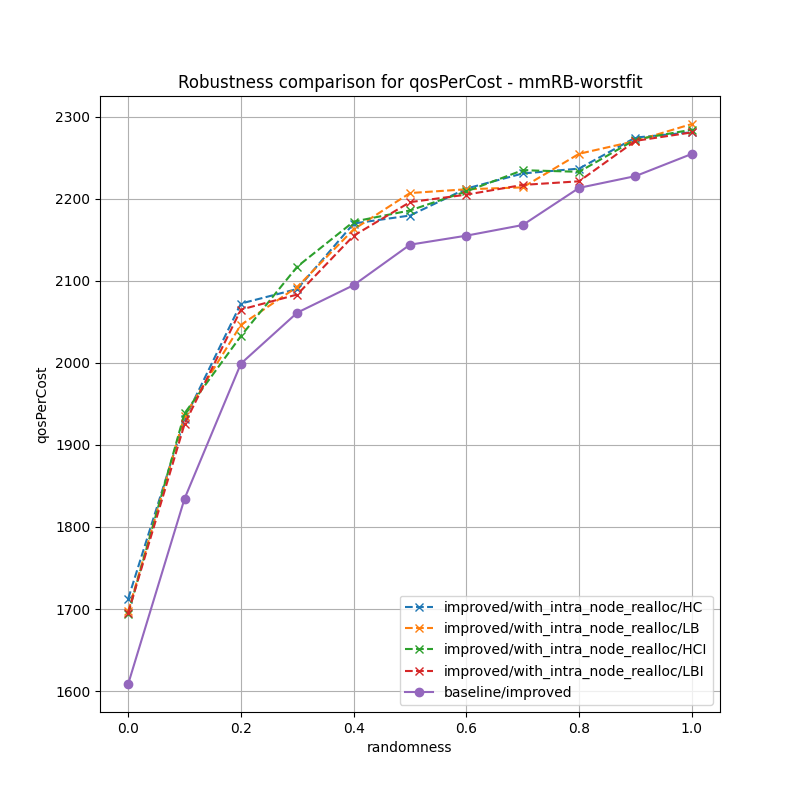 Robustness comparison for qosPerCost - mmRB-worstfit
2300
2200
2100
2000
1900
1800
1700
1600
qosPerCost
0.0 0.2 0.4 0.6 0.8 1.0
randomness
improved/with_intra_node_realloc/HC
improved/with_intra_node_realloc/LB
improved/with_intra_node_realloc/HCI
improved/with_intra_node_realloc/LBI
baseline/improved